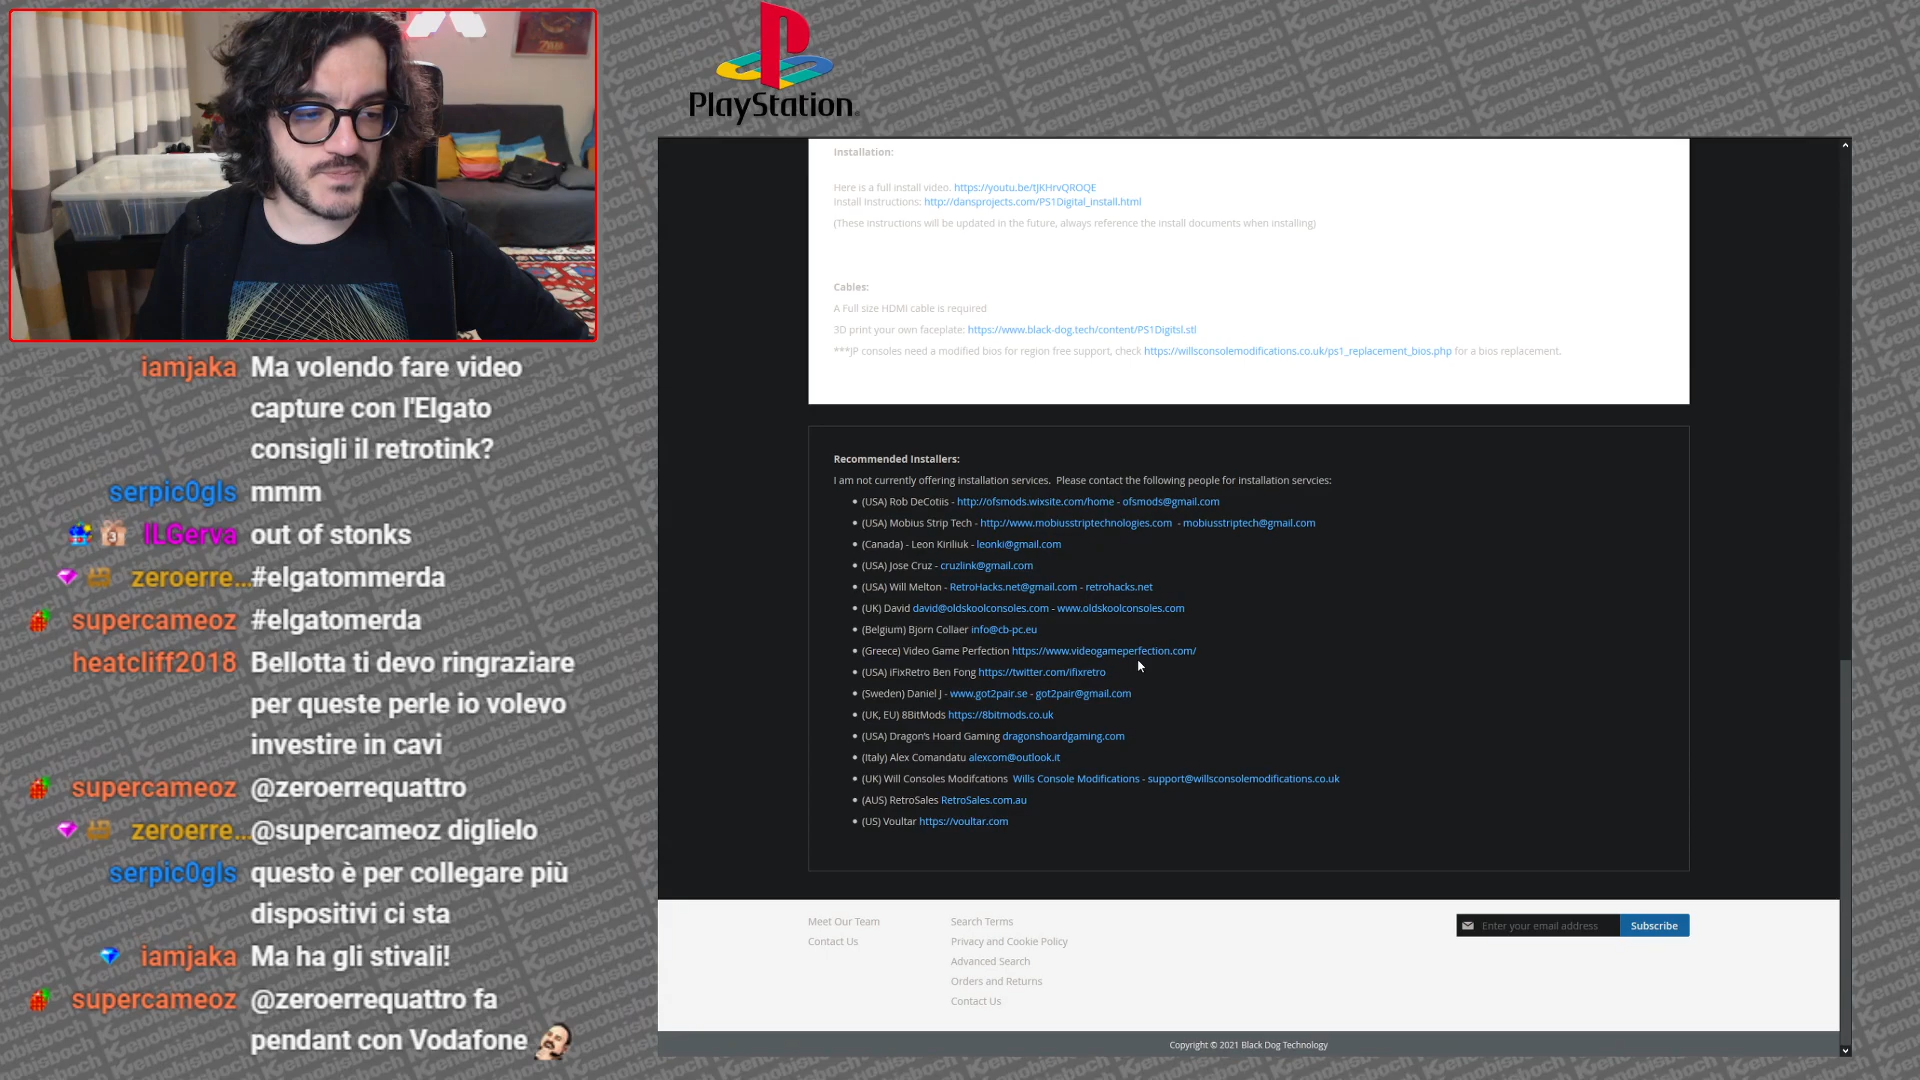 PlayStation
Installation:
Here is a full install video. https://youtu.be/tJKHrvQROQE
Install Instructions: http://dansprojects.com/PS1Digital_install.html
(These instructions will be updated in the future, always reference the install documents when installing)
Cables:
A Full size HDMI cable is required
3D print your own faceplate: https://www.black-dog.tech/content/PS1Digitsl.stl
***JP consoles need a modified bios for region free support, check https://willsconsolemodifications.co.uk/ps1_replacement_bios.php for a bios replacement.
Recommended Installers:
I am not currently offering installation services. Please contact the following people for installation servcies:
(USA) Rob DeCotiis - http://ofsmods.wixsite.com/home - ofsmods@gmail.com
(USA) Mobius Strip Tech - http://www.mobiusstriptechnologies.com - mobiusstriptech@gmail.com
(Canada) - Leon Kiriliuk - leonki@gmail.com
(USA) Jose Cruz - cruzlink@gmail.com
(USA) Will Melton - RetroHacks.net@gmail.com - retrohacks.net
(UK) David david@oldskoolconsoles.com - www.oldskoolconsoles.com
(Belgium) Bjorn Collaer info@cb-pc.eu
(Greece) Video Game Perfection https://www.videogameperfection.com/
(USA) iFixRetro Ben Fong https://twitter.com/ifixretro
(Sweden) Daniel J - www.got2pair.se - got2pair@gmail.com
(UK, EU) 8BitMods https://8bitmods.co.uk
(USA) Dragon's Hoard Gaming dragonshoardgaming.com
(Italy) Alex Comandatu alexcom@outlook.it
(UK) Will Consoles Modifcations Wills Console Modifications - support@willsconsolemodifications.co.uk
(AUS) RetroSales RetroSales.com.au
(US) Voultar https://voultar.com
Meet Our Team
Contact Us
Search Terms
Privacy and Cookie Policy
Advanced Search
Orders and Returns
Contact Us
Enter your email address
Subscribe
Copyright © 2021 Black Dog Technology
iamjaka Ma volendo fare video
capture con l'Elgato
consigli il retrotink?
serpic0gls mmm
3 ILGerva out of stonks
zeroerre... #elgatommerda
supercameoz #elgatomerda
heatcliff2018 Bellotta ti devo ringraziare
per queste perle io volevo
investire in cavi
supercameoz @zeroerrequattro
zeroerre... @supercameoz diglielo
serpic0gls questo è per collegare più
dispositivi ci sta
iamjaka Ma ha gli stivali!
supercameoz @zeroerrequattro fa
pendant con Vodafone
Kenobisboch